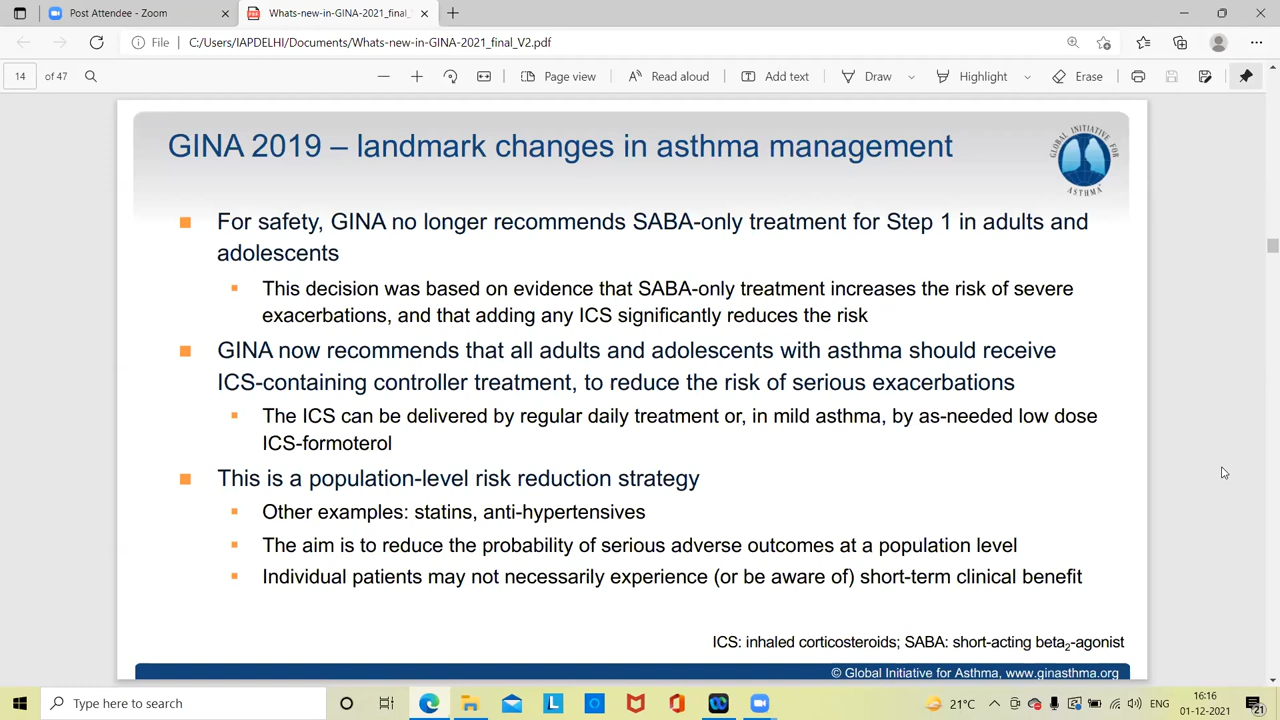 Post Attendee - Zoom
Whats-new-in-GINA-2021_final_
File
C:/Users/IAPDELHI/Documents/Whats-new-in-GINA-2021_final_V2.pdf
14 of 47
Page view
Read aloud
Add text
Draw
Highlight
Erase
GINA 2019 – landmark changes in asthma management
GLOBAL INITIATIVE FOR ASTHMA
For safety, GINA no longer recommends SABA-only treatment for Step 1 in adults and
adolescents
This decision was based on evidence that SABA-only treatment increases the risk of severe
exacerbations, and that adding any ICS significantly reduces the risk
GINA now recommends that all adults and adolescents with asthma should receive
ICS-containing controller treatment, to reduce the risk of serious exacerbations
The ICS can be delivered by regular daily treatment or, in mild asthma, by as-needed low dose
ICS-formoterol
This is a population-level risk reduction strategy
Other examples: statins, anti-hypertensives
The aim is to reduce the probability of serious adverse outcomes at a population level
Individual patients may not necessarily experience (or be aware of) short-term clinical benefit
ICS: inhaled corticosteroids; SABA: short-acting beta2-agonist
© Global Initiative for Asthma, www.ginasthma.org
Type here to search
L
21°C
ENG
16:16
01-12-2021
21